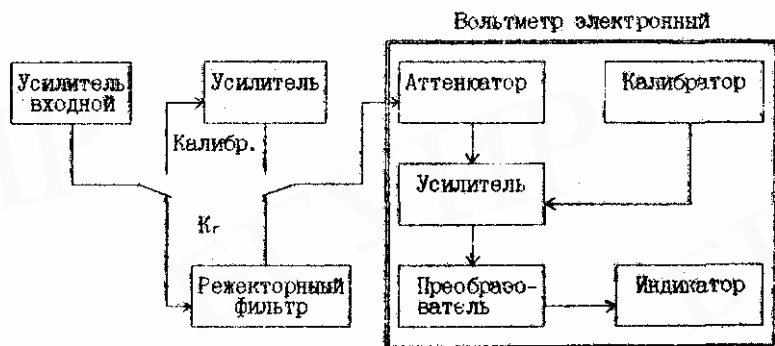 Вольтметр электронный
Усилитель
входной
Усилитель
Аттенюатор
Калибратор
Калибр.
Усилитель
Кг
Режекторный
фильтр
Преобразо-
ватель
Индикатор